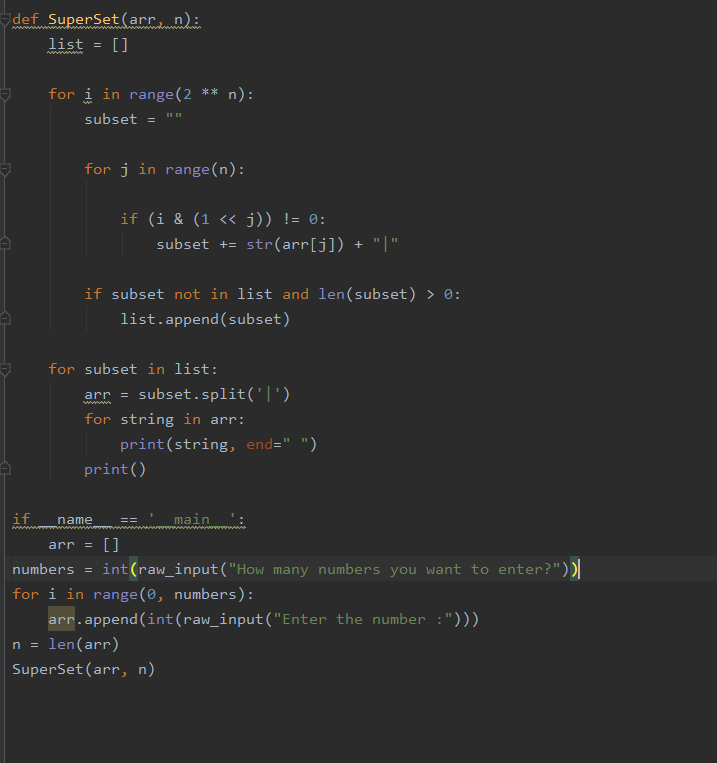 def SuperSet(arr, n):
    list = []

    for i in range(2 ** n):
        subset = ""

        for j in range(n):

            if (i & (1 << j)) != 0:
                subset += str(arr[j]) + "|"

        if subset not in list and len(subset) > 0:
            list.append(subset)

    for subset in list:
        arr = subset.split('|')
        for string in arr:
            print(string, end=" ")
        print()

if __name__ == '__main__':
    arr = []
numbers = int(raw_input("How many numbers you want to enter?"))
for i in range(0, numbers):
    arr.append(int(raw_input("Enter the number :")))
n = len(arr)
SuperSet(arr, n)